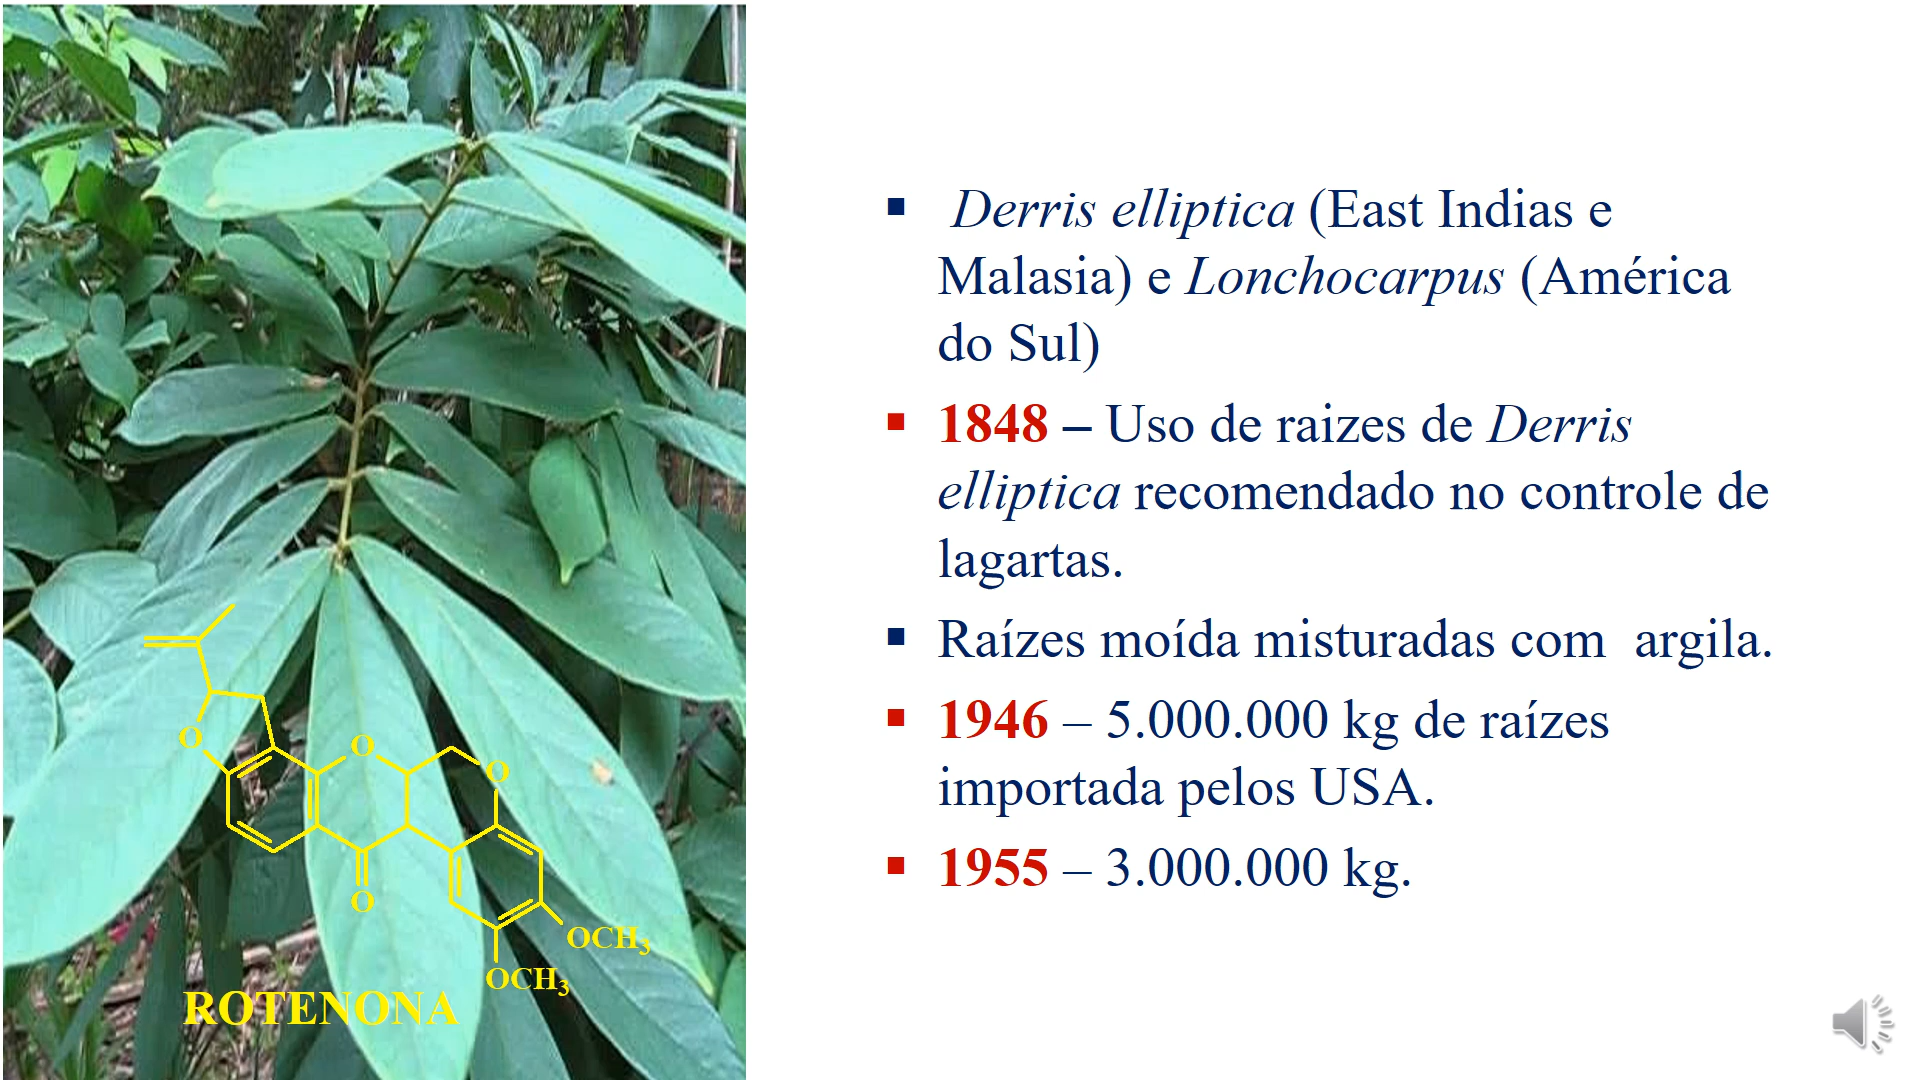 Derris elliptica (East Indias e
Malasia) e Lonchocarpus (América
do Sul)
1848 – Uso de raizes de Derris
elliptica recomendado no controle de
lagartas.
Raízes moída misturadas com argila.
1946 – 5.000.000 kg de raízes
importada pelos USA.
1955 – 3.000.000 kg.
O
O
O
O
OCH3
OCH3
ROTENONA